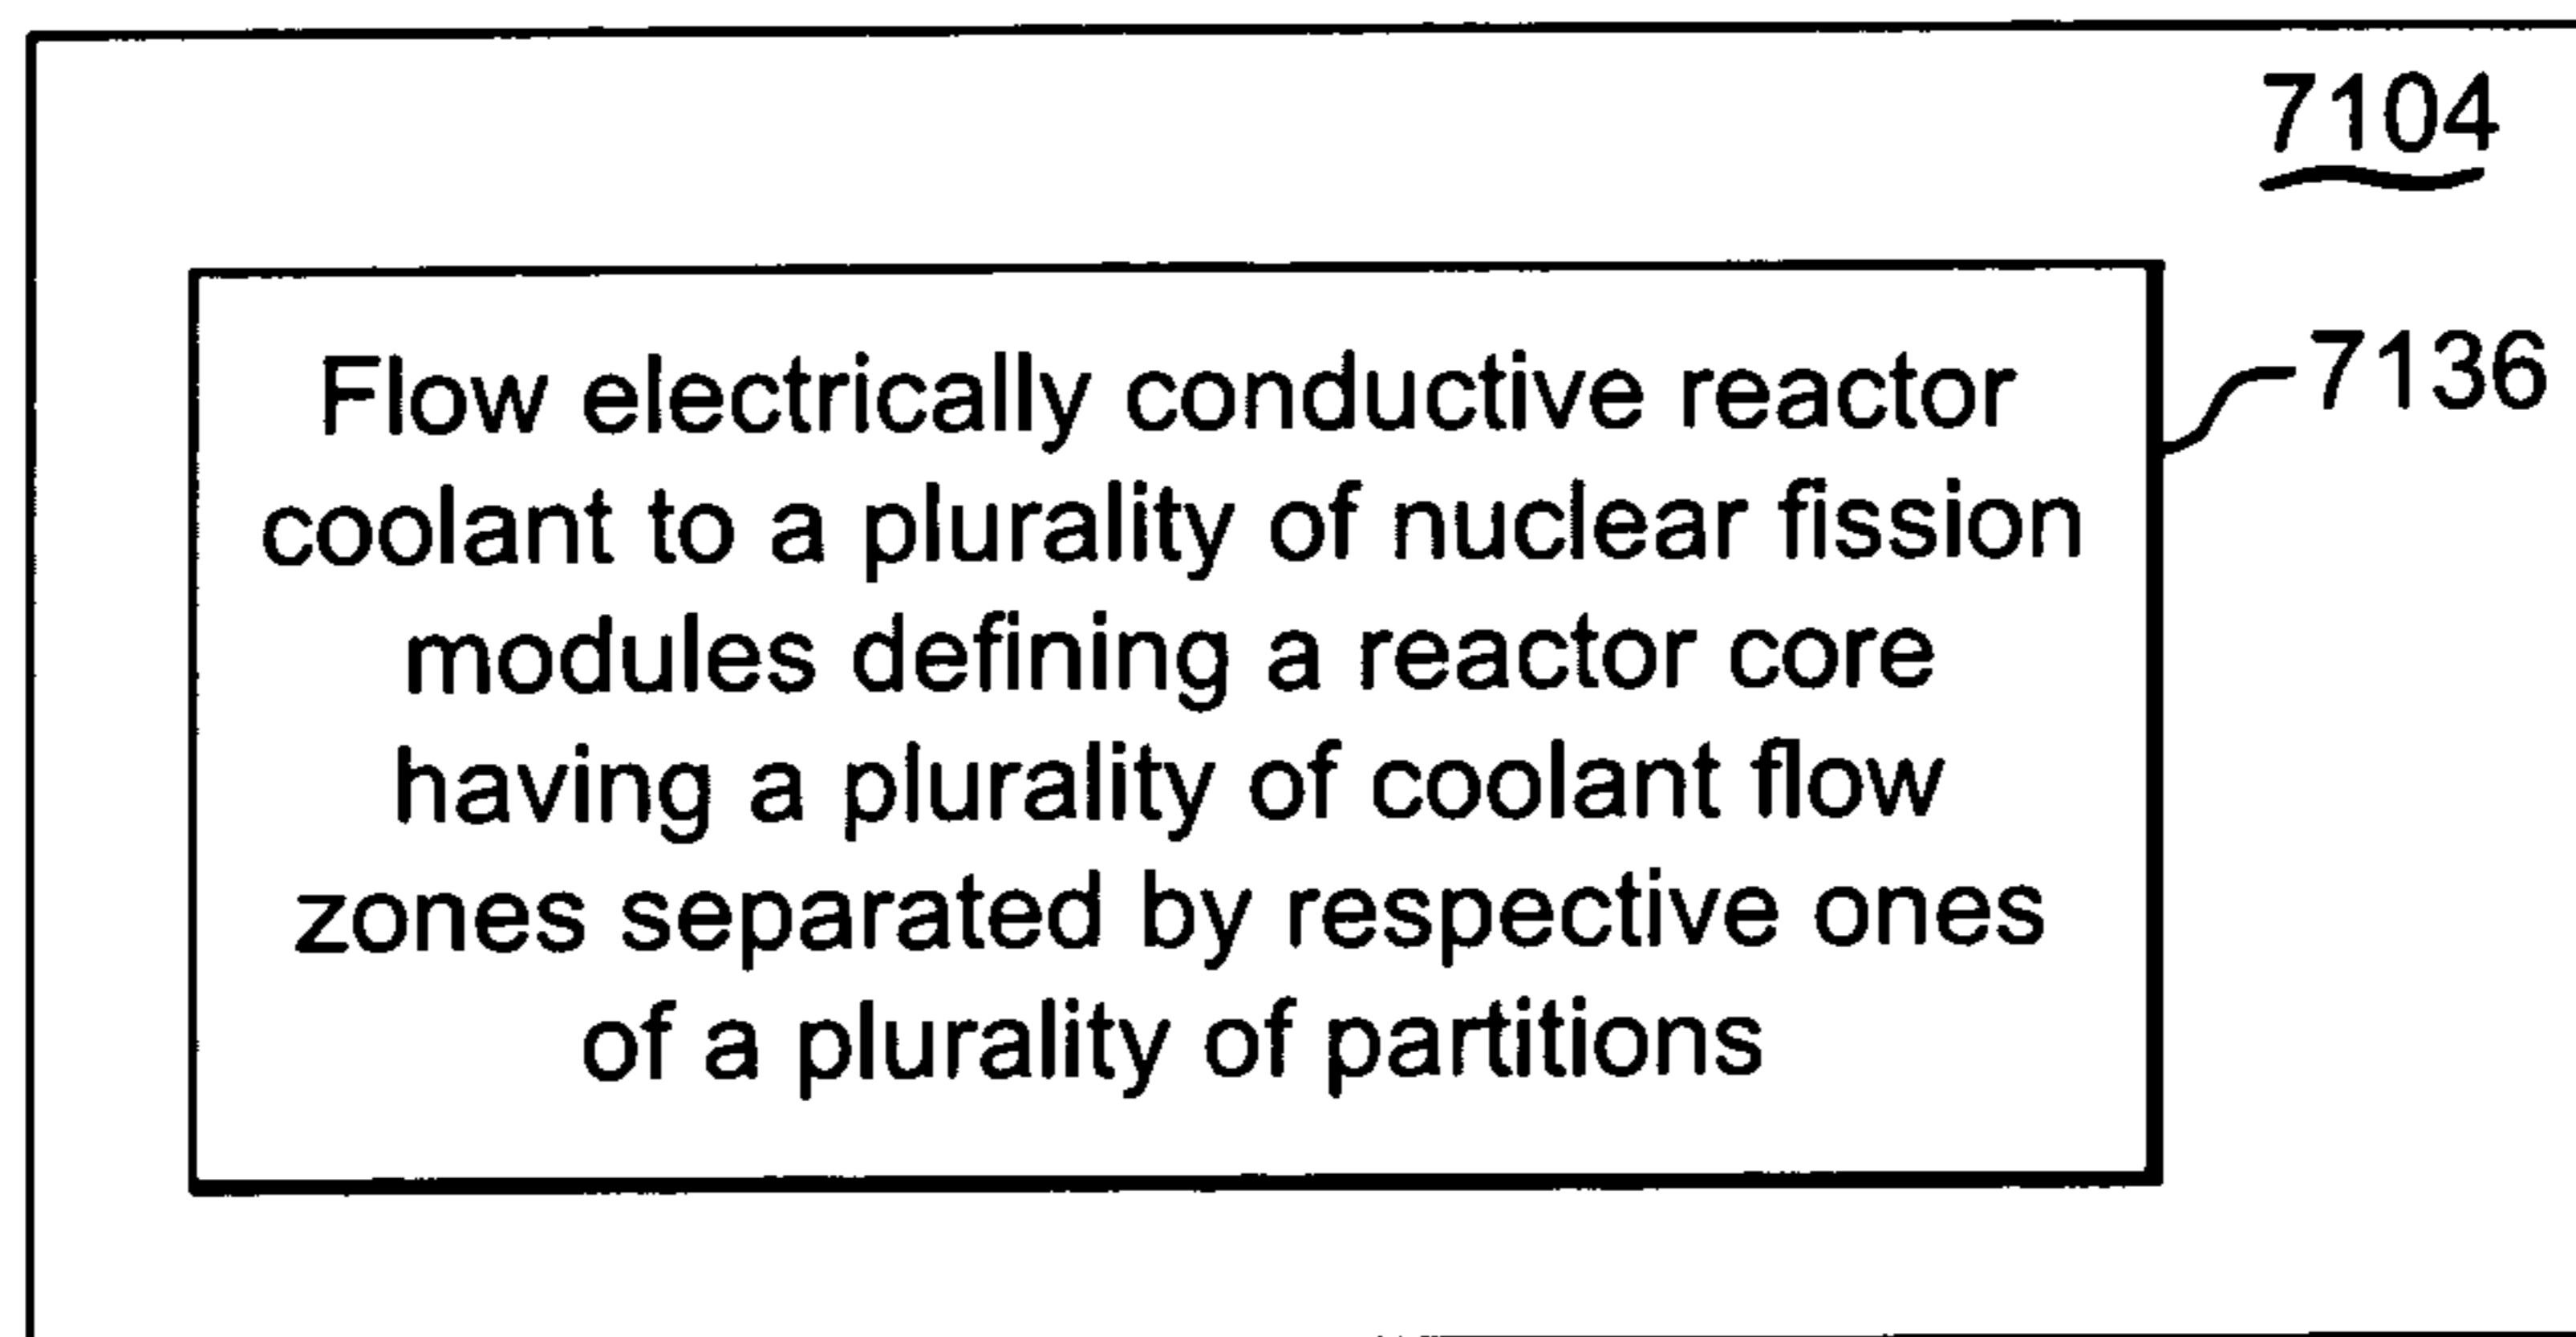 7104
Flow electrically conductive reactor
7136
coolant to a plurality of nuclear fission
modules defining a reactor core
having a plurality of coolant flow
zones separated by respective ones
of a plurality of partitions